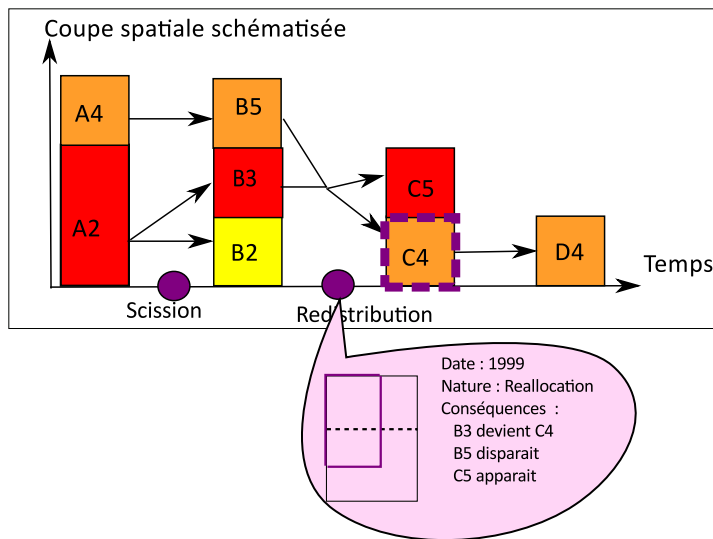 Coupe spatiale schématisée
A4
B5
B3
C5
A2
B2
C4
D4
Temps
Scission
Redistribution
Date : 1999
Nature : Reallocation
Conséquences :
B3 devient C4
B5 disparait
C5 apparait